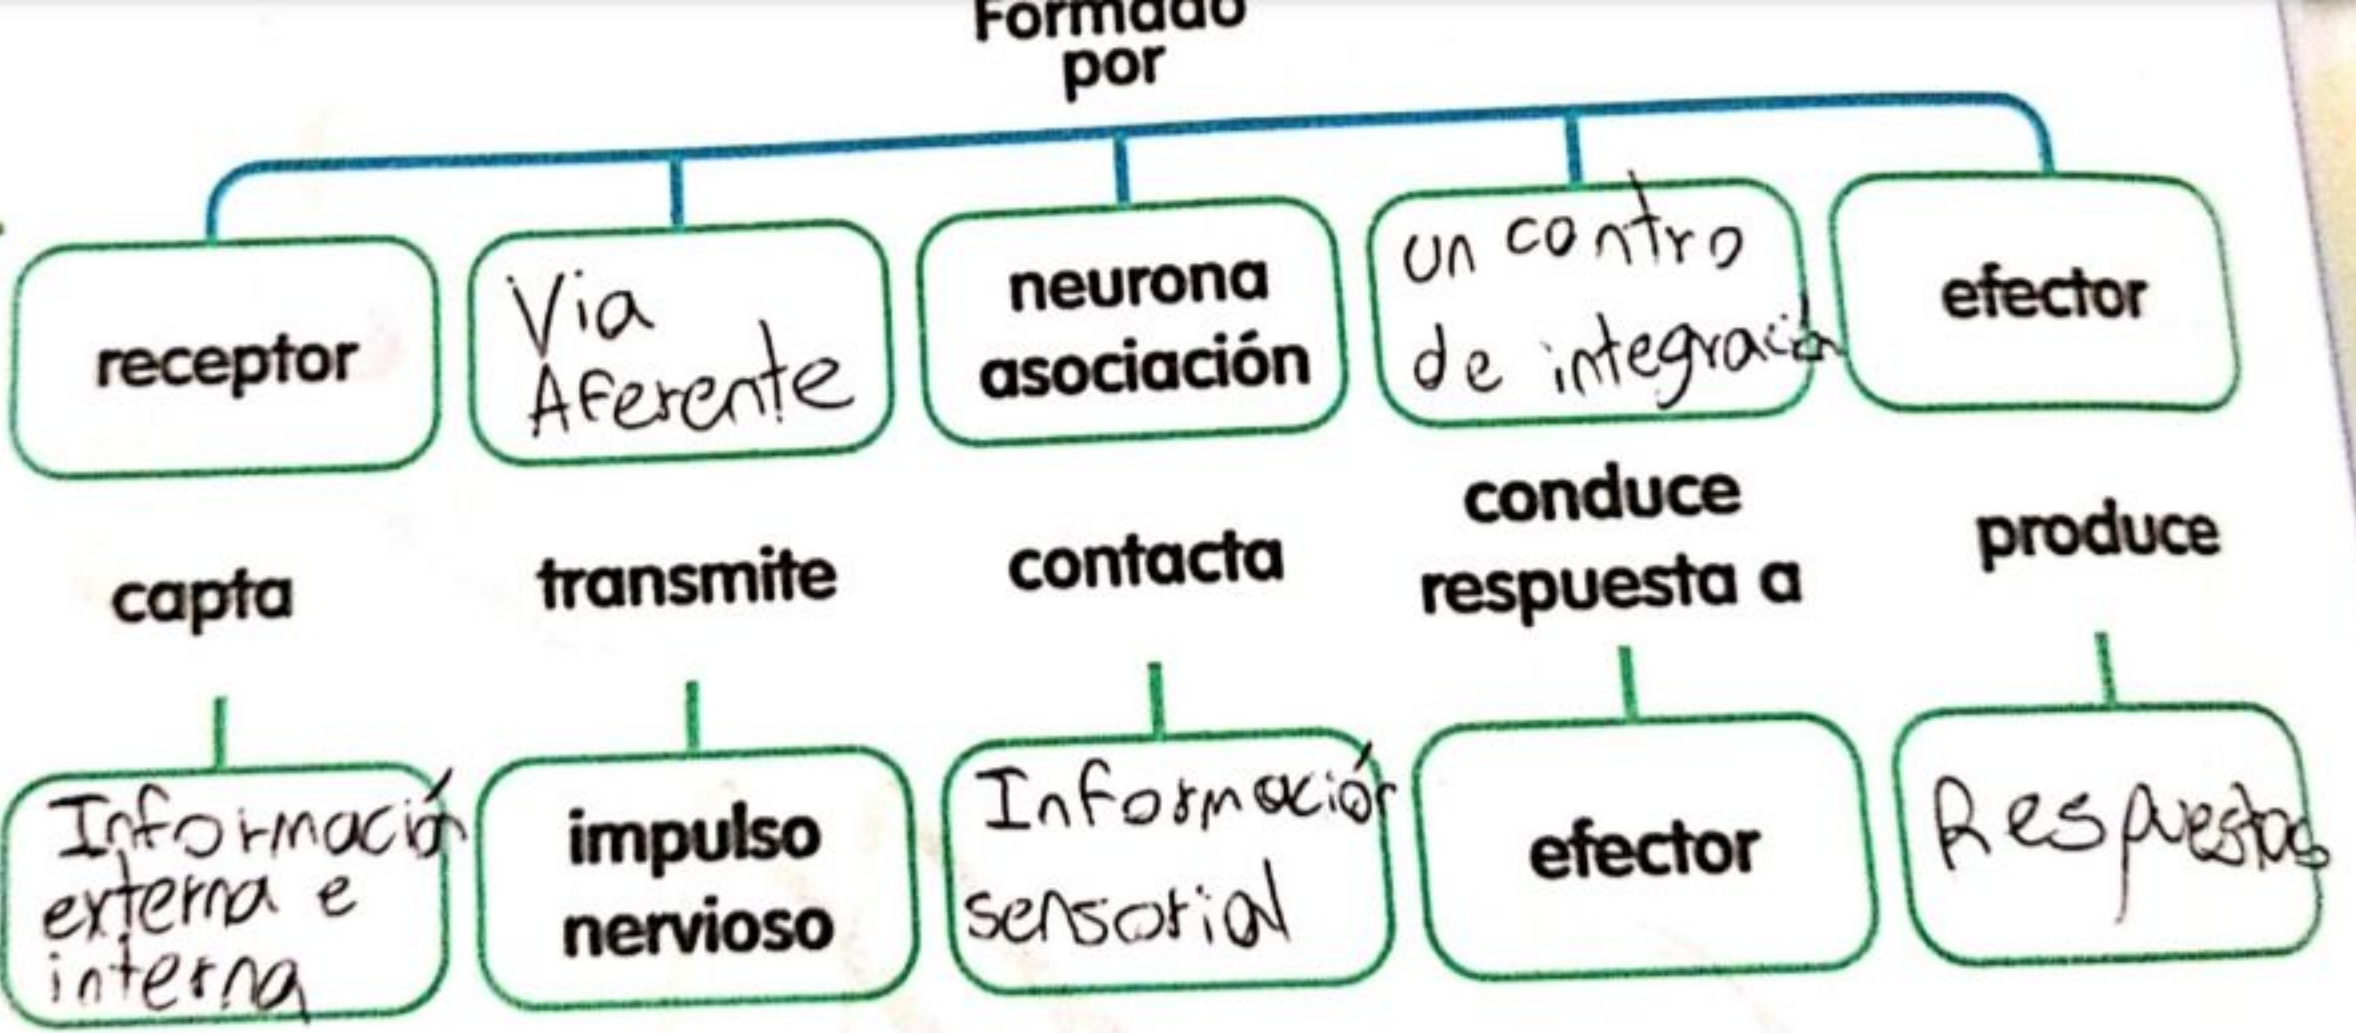 Formado
por
receptor
Via
Aferente
neurona
asociación
un contro
de integración
efector
capta
transmite
contacta
conduce
respuesta a
produce
Información
externa e
interna
impulso
nervioso
Información
sensorial
efector
Respuestas